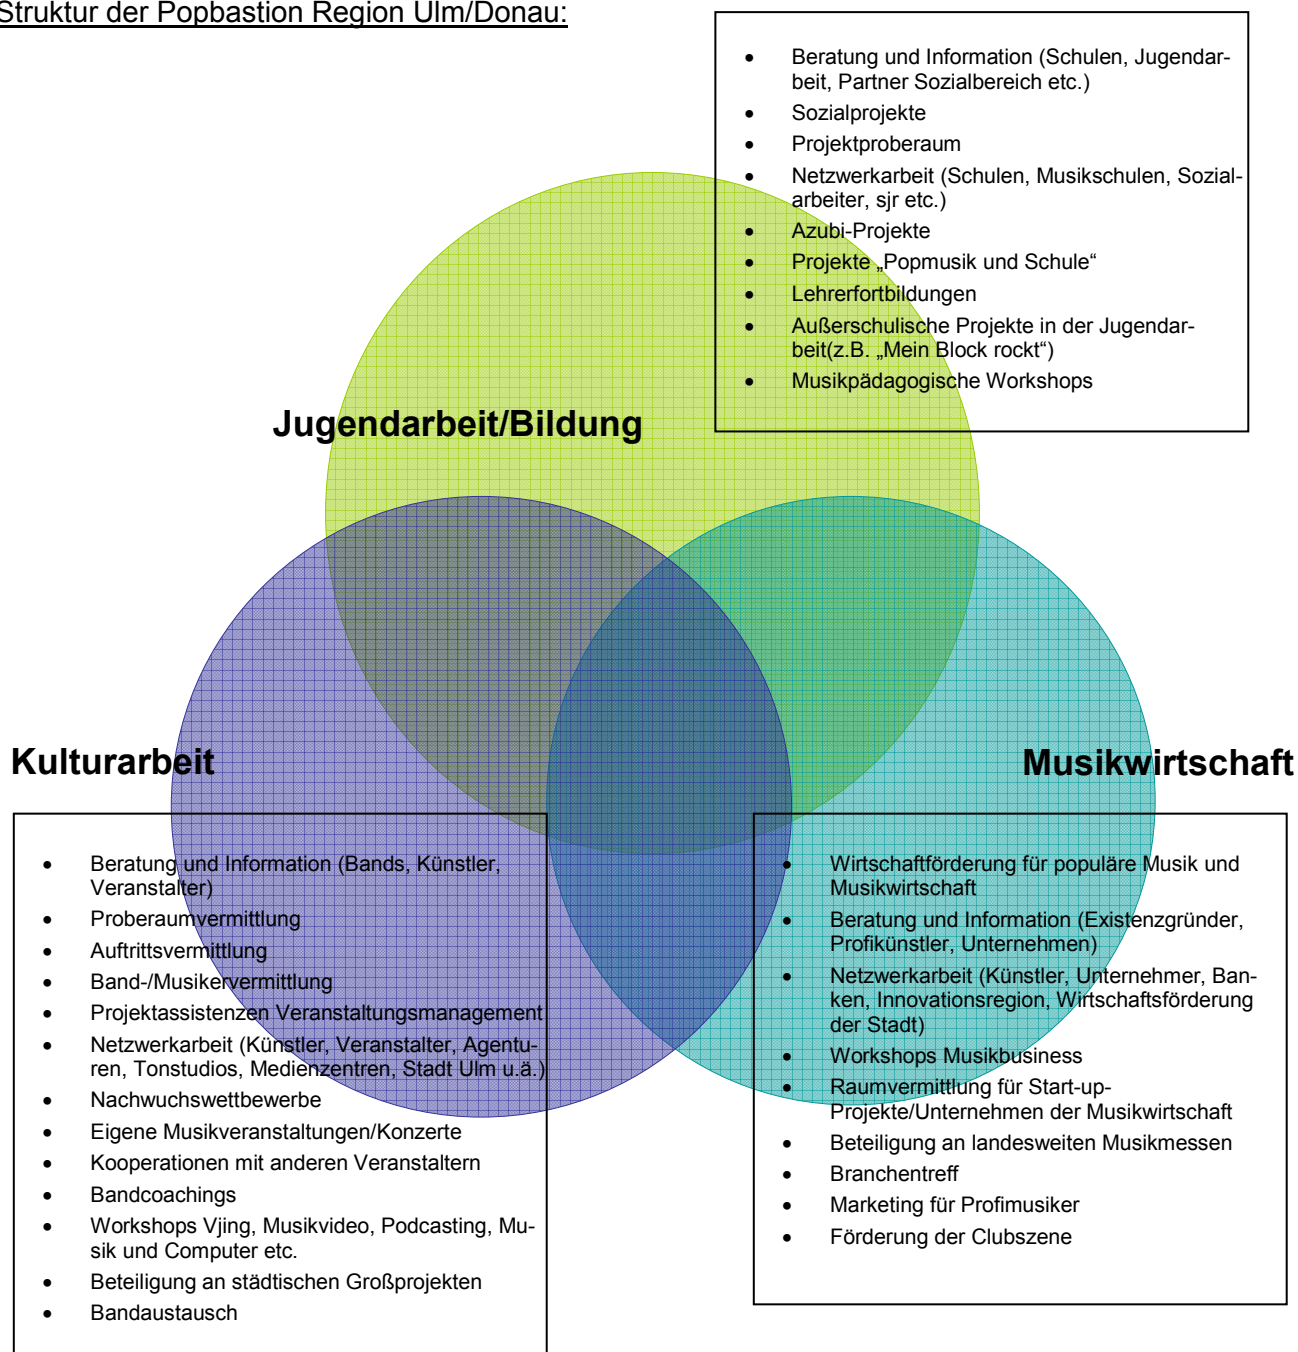 Struktur der Popbastion Region Ulm/Donau:
• Beratung und Information (Schulen, Jugendar-
beit, Partner Sozialbereich etc.)
• Sozialprojekte
• Projektproberaum
• Netzwerkarbeit (Schulen, Musikschulen, Sozial-
arbeiter, sjr etc.)
• Azubi-Projekte
• Projekte „Popmusik und Schule“
• Lehrerfortbildungen
• Außerschulische Projekte in der Jugendar-
beit(z.B. „Mein Block rockt“)
• Musikpädagogische Workshops
Jugendarbeit/Bildung
Kulturarbeit
• Beratung und Information (Bands, Künstler,
Veranstalter)
• Proberaumvermittlung
• Auftrittsvermittlung
• Band-/Musikervermittlung
• Projektassistenzen Veranstaltungsmanagement
• Netzwerkarbeit (Künstler, Veranstalter, Agentu-
ren, Tonstudios, Medienzentren, Stadt Ulm u.ä.)
• Nachwuchswettbewerbe
• Eigene Musikveranstaltungen/Konzerte
• Kooperationen mit anderen Veranstaltern
• Bandcoachings
• Workshops Vjing, Musikvideo, Podcasting, Mu-
sik und Computer etc.
• Beteiligung an städtischen Großprojekten
• Bandaustausch
Musikwirtschaft
• Wirtschaftförderung für populäre Musik und
Musikwirtschaft
• Beratung und Information (Existenzgründer,
Profikünstler, Unternehmen)
• Netzwerkarbeit (Künstler, Unternehmer, Ban-
ken, Innovationsregion, Wirtschaftsförderung
der Stadt)
• Workshops Musikbusiness
• Raumvermittlung für Start-up-
Projekte/Unternehmen der Musikwirtschaft
• Beteiligung an landesweiten Musikmessen
• Branchentreff
• Marketing für Profimusiker
• Förderung der Clubszene